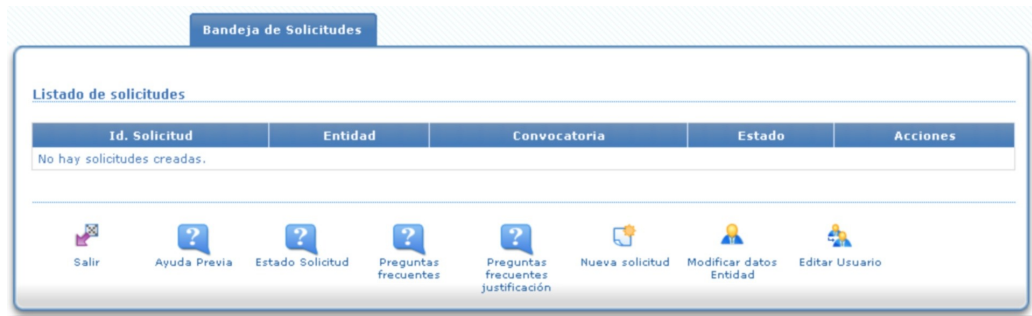 Bandeja de Solicitudes
Listado de solicitudes
Id. Solicitud Entidad Convocatoria Estado Acciones
No hay solicitudes creadas.
Salir Ayuda Previa Estado Solicitud Preguntas Preguntas Nueva solicitud Modificar datos Editar Usuario
frecuentes frecuentes Entidad
justificación